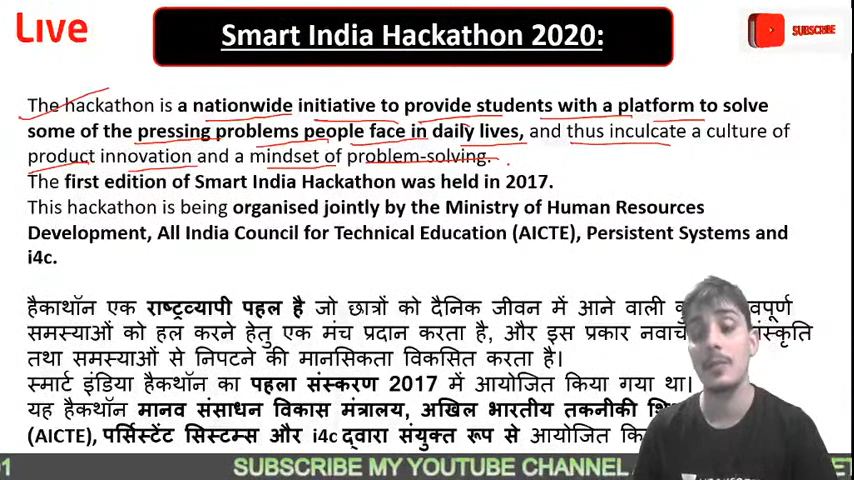 Live
Smart India Hackathon 2020:
SUBSCRIBE
The hackathon is a nationwide initiative to provide students with a platform to solve
some of the pressing problems people face in daily lives, and thus inculcate a culture of
product innovation and a mindset of problem-solving.
The first edition of Smart India Hackathon was held in 2017.
This hackathon is being organised jointly by the Ministry of Human Resources
Development, All India Council for Technical Education (AICTE), Persistent Systems and
i4c.
हैकाथॉन एक राष्ट्रव्यापी पहल है जो छात्रों को दैनिक जीवन में आने वाली
समस्याओं को हल करने हेतु एक मंच प्रदान करता है, और इस प्रकार
तथा समस्याओं से निपटने की मानसिकता विकसित करता है।
स्मार्ट इंडिया हैकथॉन का पहला संस्करण 2017 में आयोजित किया गया था।
यह हैकथॉन मानव संसाधन विकास मंत्रालय, अखिल भारतीय तकनीकी
(AICTE), पर्सिस्टेंट सिस्टम्स और i4c द्वारा संयुक्त रूप से आयोजित
SUBSCRIBE MY YOUTUBE CHANNEL